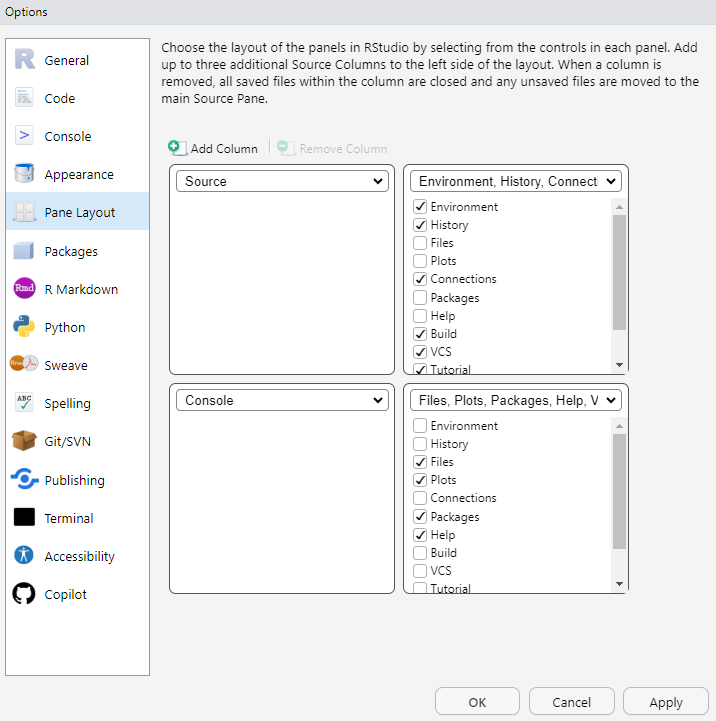 Options
General
Code
Console
Appearance
Pane Layout
Packages
Rmd
R Markdown
Python
Sweave
ABC
Spelling
Git/SVN
Publishing
Terminal
Accessibility
Copilot
Choose the layout of the panels in RStudio by selecting from the controls in each panel. Add
up to three additional Source Columns to the left side of the layout. When a column is
removed, all saved files within the column are closed and any unsaved files are moved to the
main Source Pane.
Add Column
Remove Column
Source
Environment, History, Connecti
Environment
History
Files
Plots
Connections
Packages
Help
Build
VCS
Tutorial
Console
Files, Plots, Packages, Help, V
Environment
History
Files
Plots
Connections
Packages
Help
Build
VCS
Tutorial
OK
Cancel
Apply